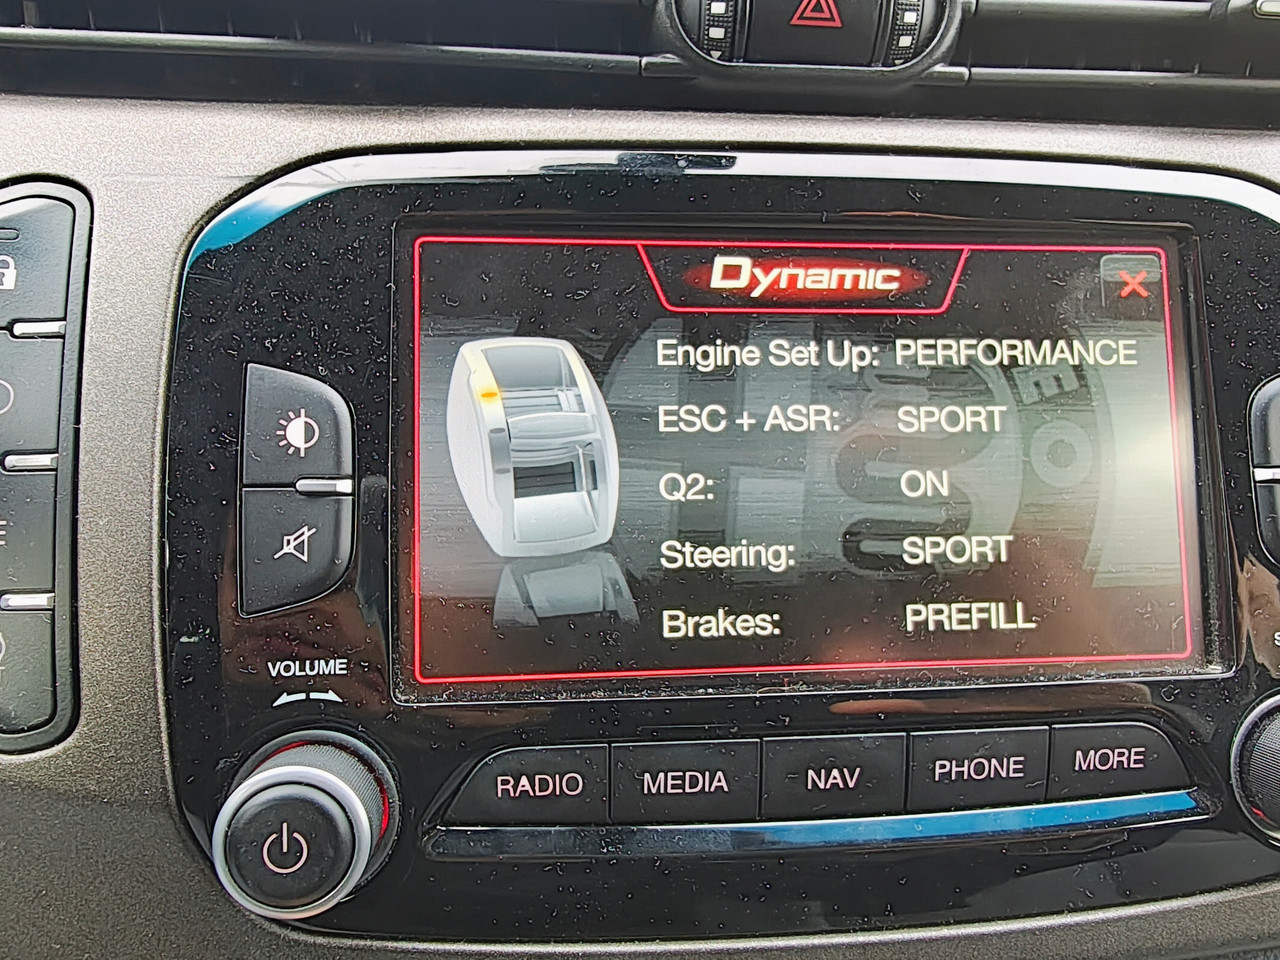 Dynamic
Engine Set Up: PERFORMANCE
ESC + ASR: SPORT
Q2: ON
Steering: SPORT
Brakes: PREFILL
VOLUME
RADIO MEDIA NAV PHONE MORE